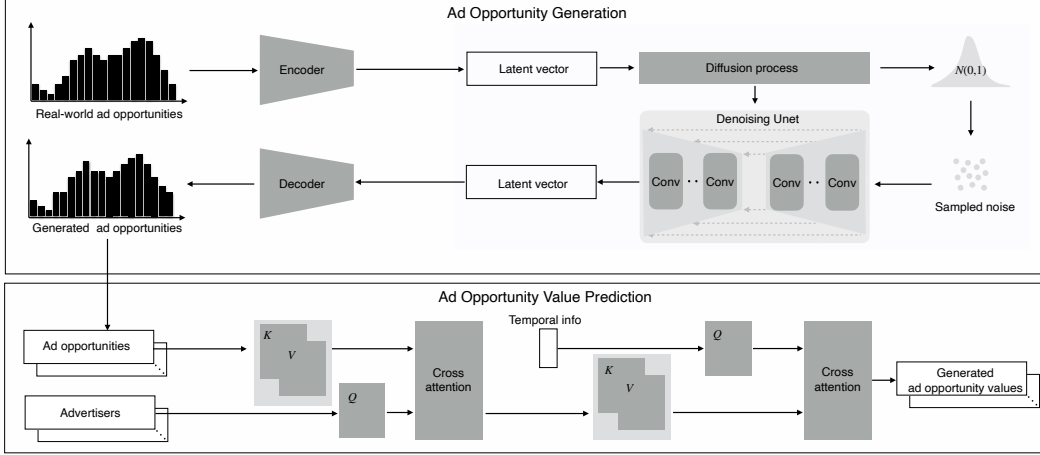 Ad Opportunity Generation
Encoder
Latent vector
Diffusion process
N(0,1)
Real-world ad opportunities
Denoising Unet
Decoder
Latent vector
Conv
··
Conv
Conv
··
Conv
Sampled noise
Generated ad opportunities
Ad Opportunity Value Prediction
Temporal info
Ad opportunities
K
V
Cross
attention
Q
Advertisers
Q
K
V
Cross
attention
Generated
ad opportunity values